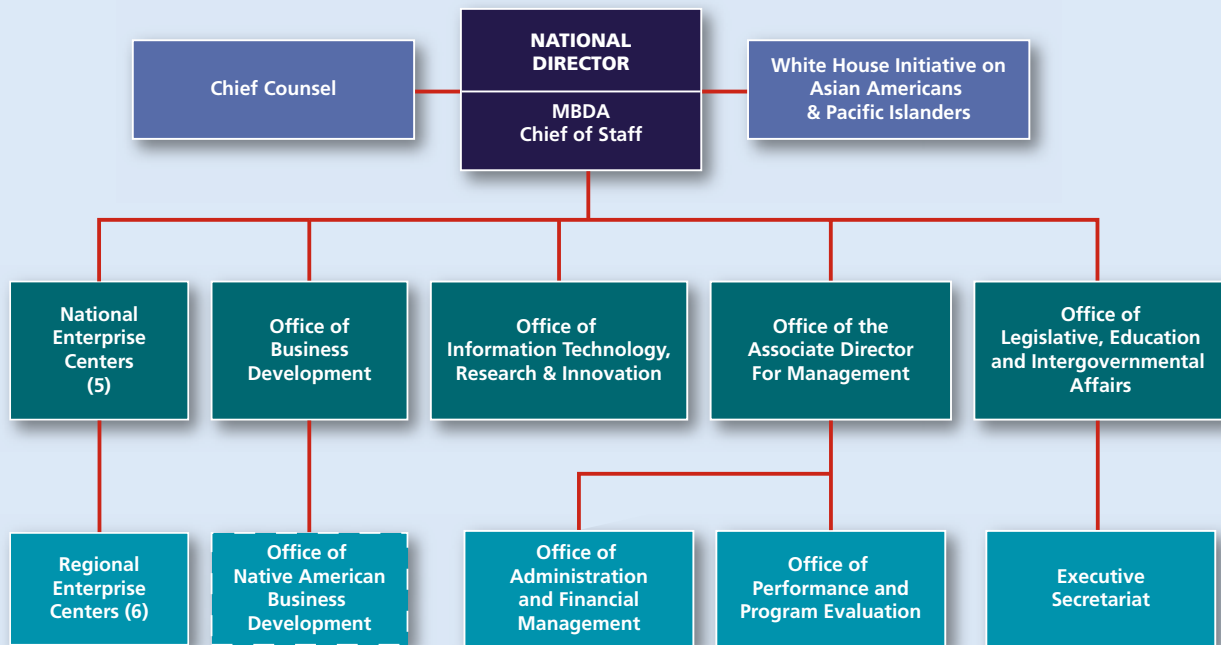 NATIONAL
DIRECTOR
MBDA
Chief of Staff
Chief Counsel
White House Initiative on
Asian Americans
& Pacific Islanders
National
Enterprise
Centers
(5)
Office of
Business
Development
Office of
Information Technology,
Research & Innovation
Office of the
Associate Director
For Management
Office of
Legislative, Education
and Intergovernmental
Affairs
Regional
Enterprise
Centers (6)
Office of
Native American
Business
Development
Office of
Administration
and Financial
Management
Office of
Performance and
Program Evaluation
Executive
Secretariat